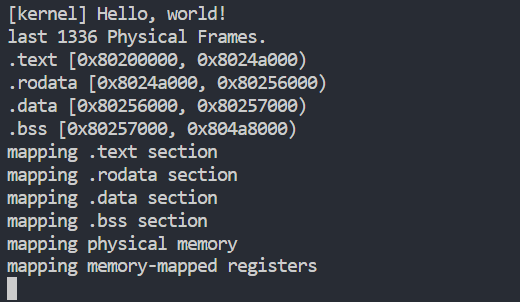 [kernel] Hello, world!
last 1336 Physical Frames.
.text [0x80200000, 0x8024a000)
.rodata [0x8024a000, 0x80256000)
.data [0x80256000, 0x80257000)
.bss [0x80257000, 0x804a8000)
mapping .text section
mapping .rodata section
mapping .data section
mapping .bss section
mapping physical memory
mapping memory-mapped registers